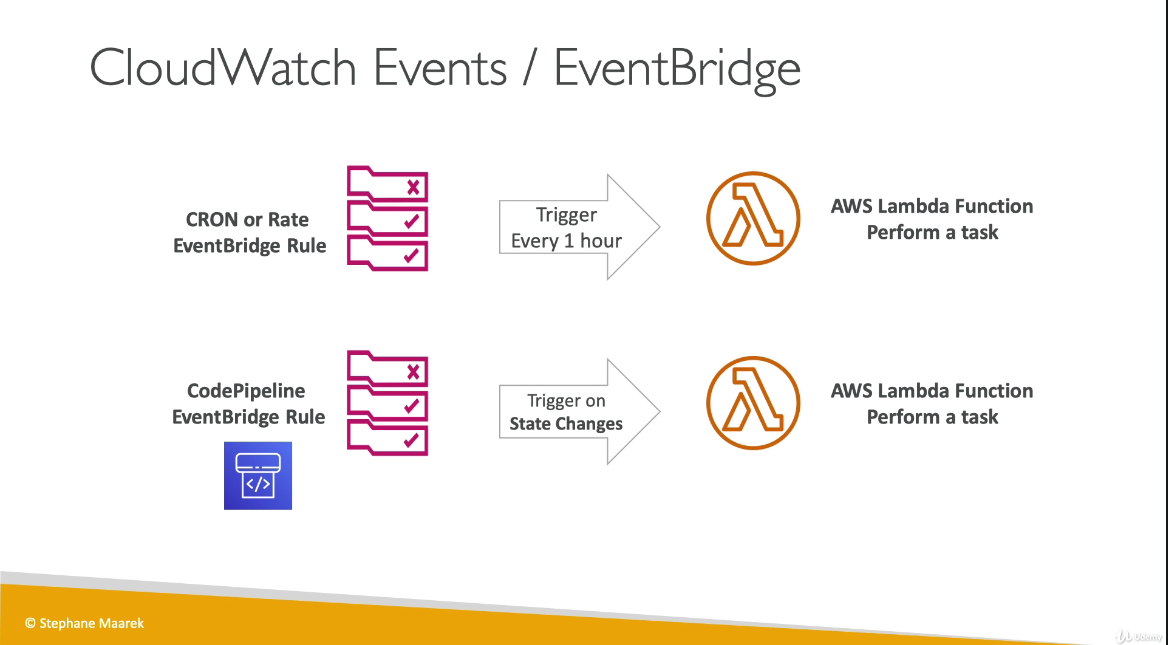 CloudWatch Events / EventBridge
CRON or Rate
EventBridge Rule
Trigger
Every 1 hour
AWS Lambda Function
Perform a task
CodePipeline
EventBridge Rule
</>
Trigger on
State Changes
AWS Lambda Function
Perform a task
© Stephane Maarek
Udemy